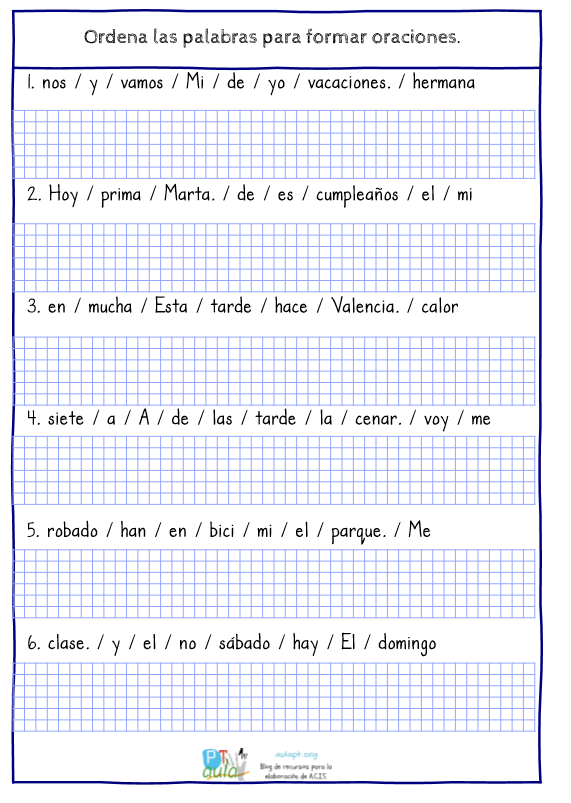 Ordena las palabras para formar oraciones.
1. nos / y / vamos / Mi / de / yo / vacaciones. / hermana
2. Hoy / prima / Marta. / de / es / cumpleaños / el / mi
3. en / mucha / Esta / tarde / hace / Valencia. / calor
4. siete / a / A / de / las / tarde / la / cenar. / voy / me
5. robado / han / en / bici / mi / el / parque. / Me
6. clase. / y / el / no / sábado / hay / El / domingo
PT
aula
aulapt.org
Blog de recursos para la
elaboración de ACIS